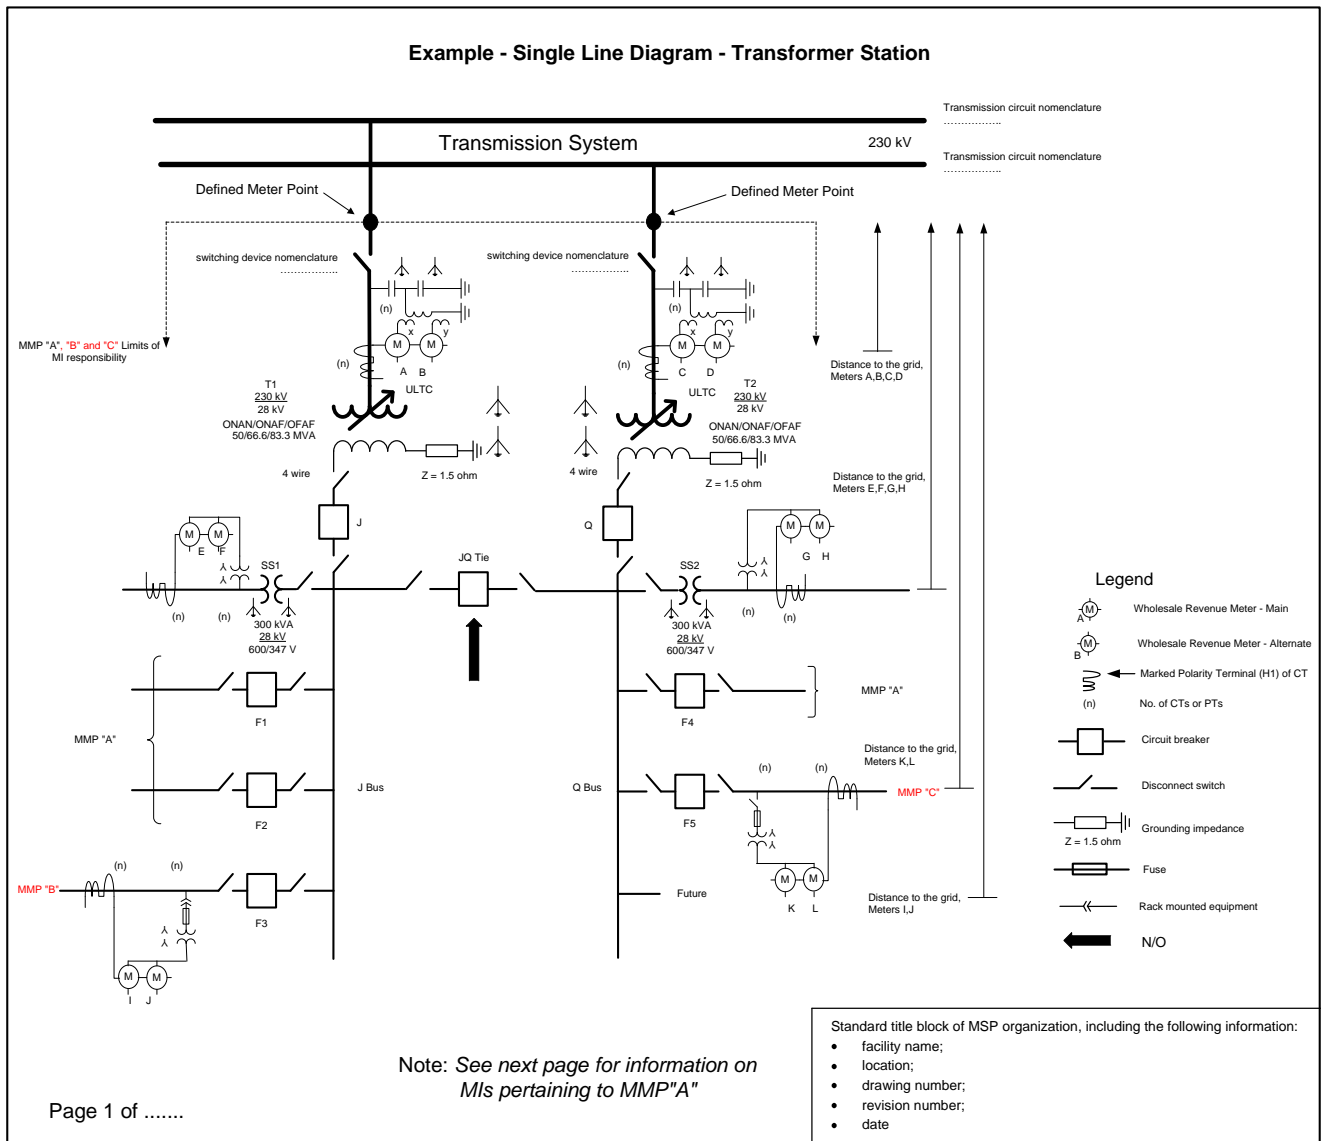 Example - Single Line Diagram - Transformer Station
Transmission circuit nomenclature
.................
Transmission System
230 kV
Transmission circuit nomenclature
.................
Defined Meter Point
Defined Meter Point
switching device nomenclature
.................
switching device nomenclature
.................
(n)
(n)
x
y
x
y
M
M
M
M
(n)
(n)
A
B
C
D
MMP "A", "B" and "C" Limits of
MI responsibility
Distance to the grid,
Meters A,B,C,D
ULTC
ULTC
T1
230 kV
28 kV
ONAN/ONAF/OFAF
50/66.6/83.3 MVA
T2
230 kV
28 kV
ONAN/ONAF/OFAF
50/66.6/83.3 MVA
4 wire
Z = 1.5 ohm
4 wire
Z = 1.5 ohm
Distance to the grid,
Meters E,F,G,H
J
Q
M
M
E
F
M
M
G
H
SS1
JQ Tie
SS2
(n)
(n)
(n)
(n)
300 kVA
28 kV
600/347 V
300 kVA
28 kV
600/347 V
F1
F4
MMP "A"
MMP "A"
Distance to the grid,
Meters K,L
(n)
(n)
J Bus
Q Bus
MMP "C"
F2
F5
(n)
(n)
MMP "B"
M
M
K
L
Future
Distance to the grid,
Meters I,J
F3
M
M
I
J
Legend
M
A
Wholesale Revenue Meter - Main
M
B
Wholesale Revenue Meter - Alternate
Marked Polarity Terminal (H1) of CT
(n)
No. of CTs or PTs
Circuit breaker
Disconnect switch
Grounding impedance
Z = 1.5 ohm
Fuse
Rack mounted equipment
N/O
Note: See next page for information on
MIs pertaining to MMP"A"
Page 1 of .......
Standard title block of MSP organization, including the following information:
• facility name;
• location;
• drawing number;
• revision number;
• date